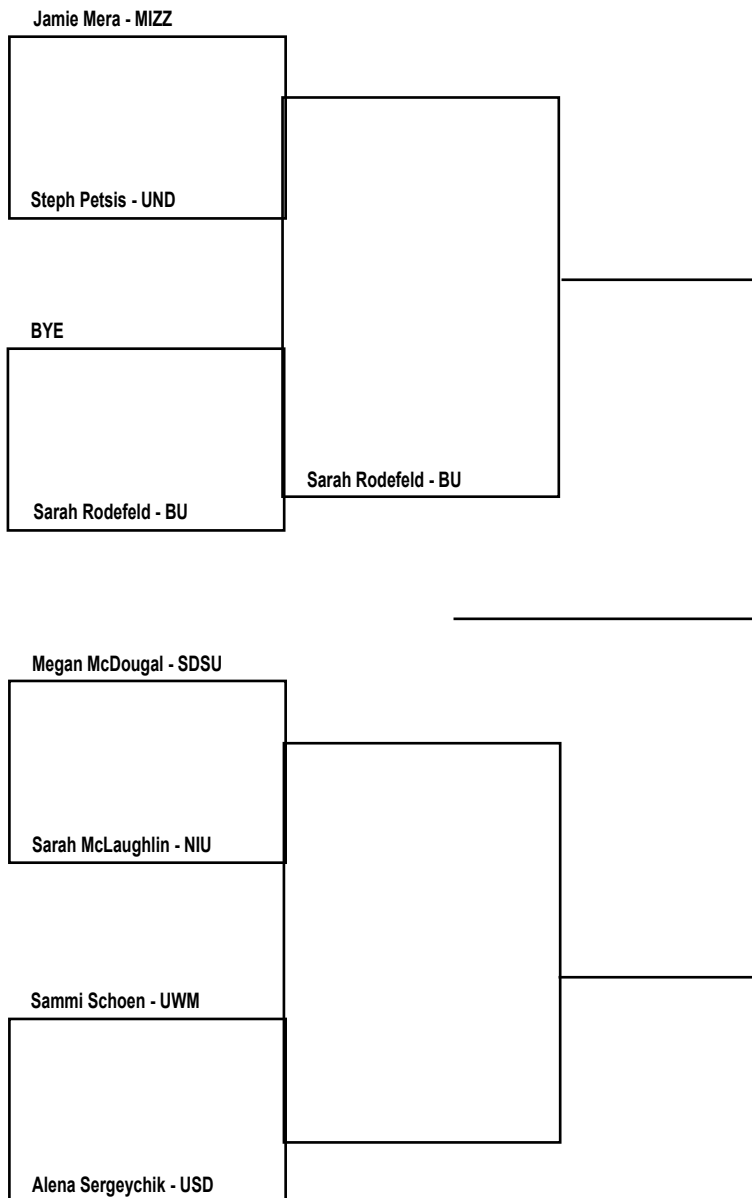 Jamie Mera - MIZZ
Steph Petsis - UND
BYE
Sarah Rodefeld - BU
Sarah Rodefeld - BU
Megan McDougal - SDSU
Sarah McLaughlin - NIU
Sammi Schoen - UWM
Alena Sergeychik - USD